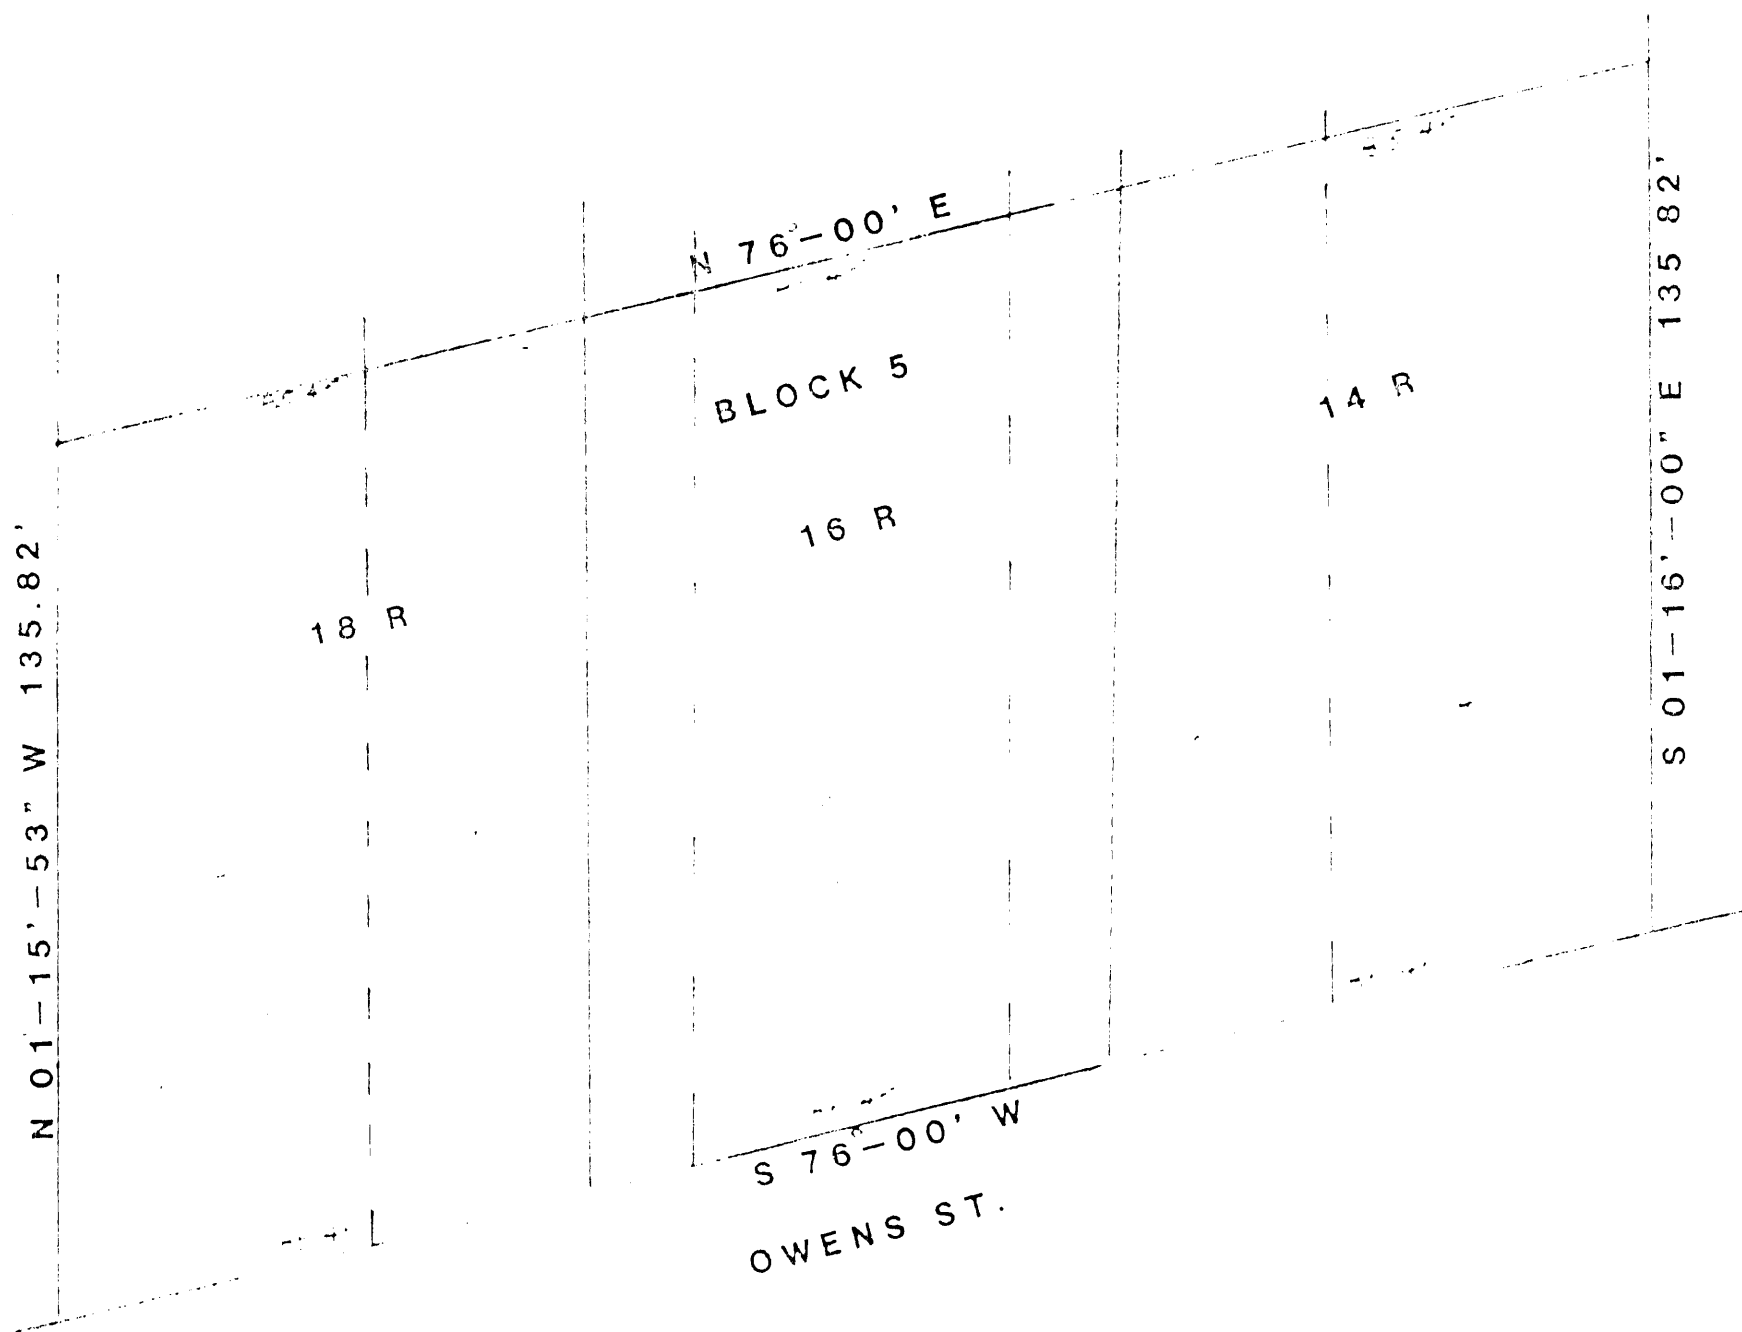 N 76°-00' E
BLOCK 5
14 R
16 R
18 R
N 01-15'-53" W 135.82'
S 01-16'-00" E 135 82'
S 76°-00' W
OWENS ST.